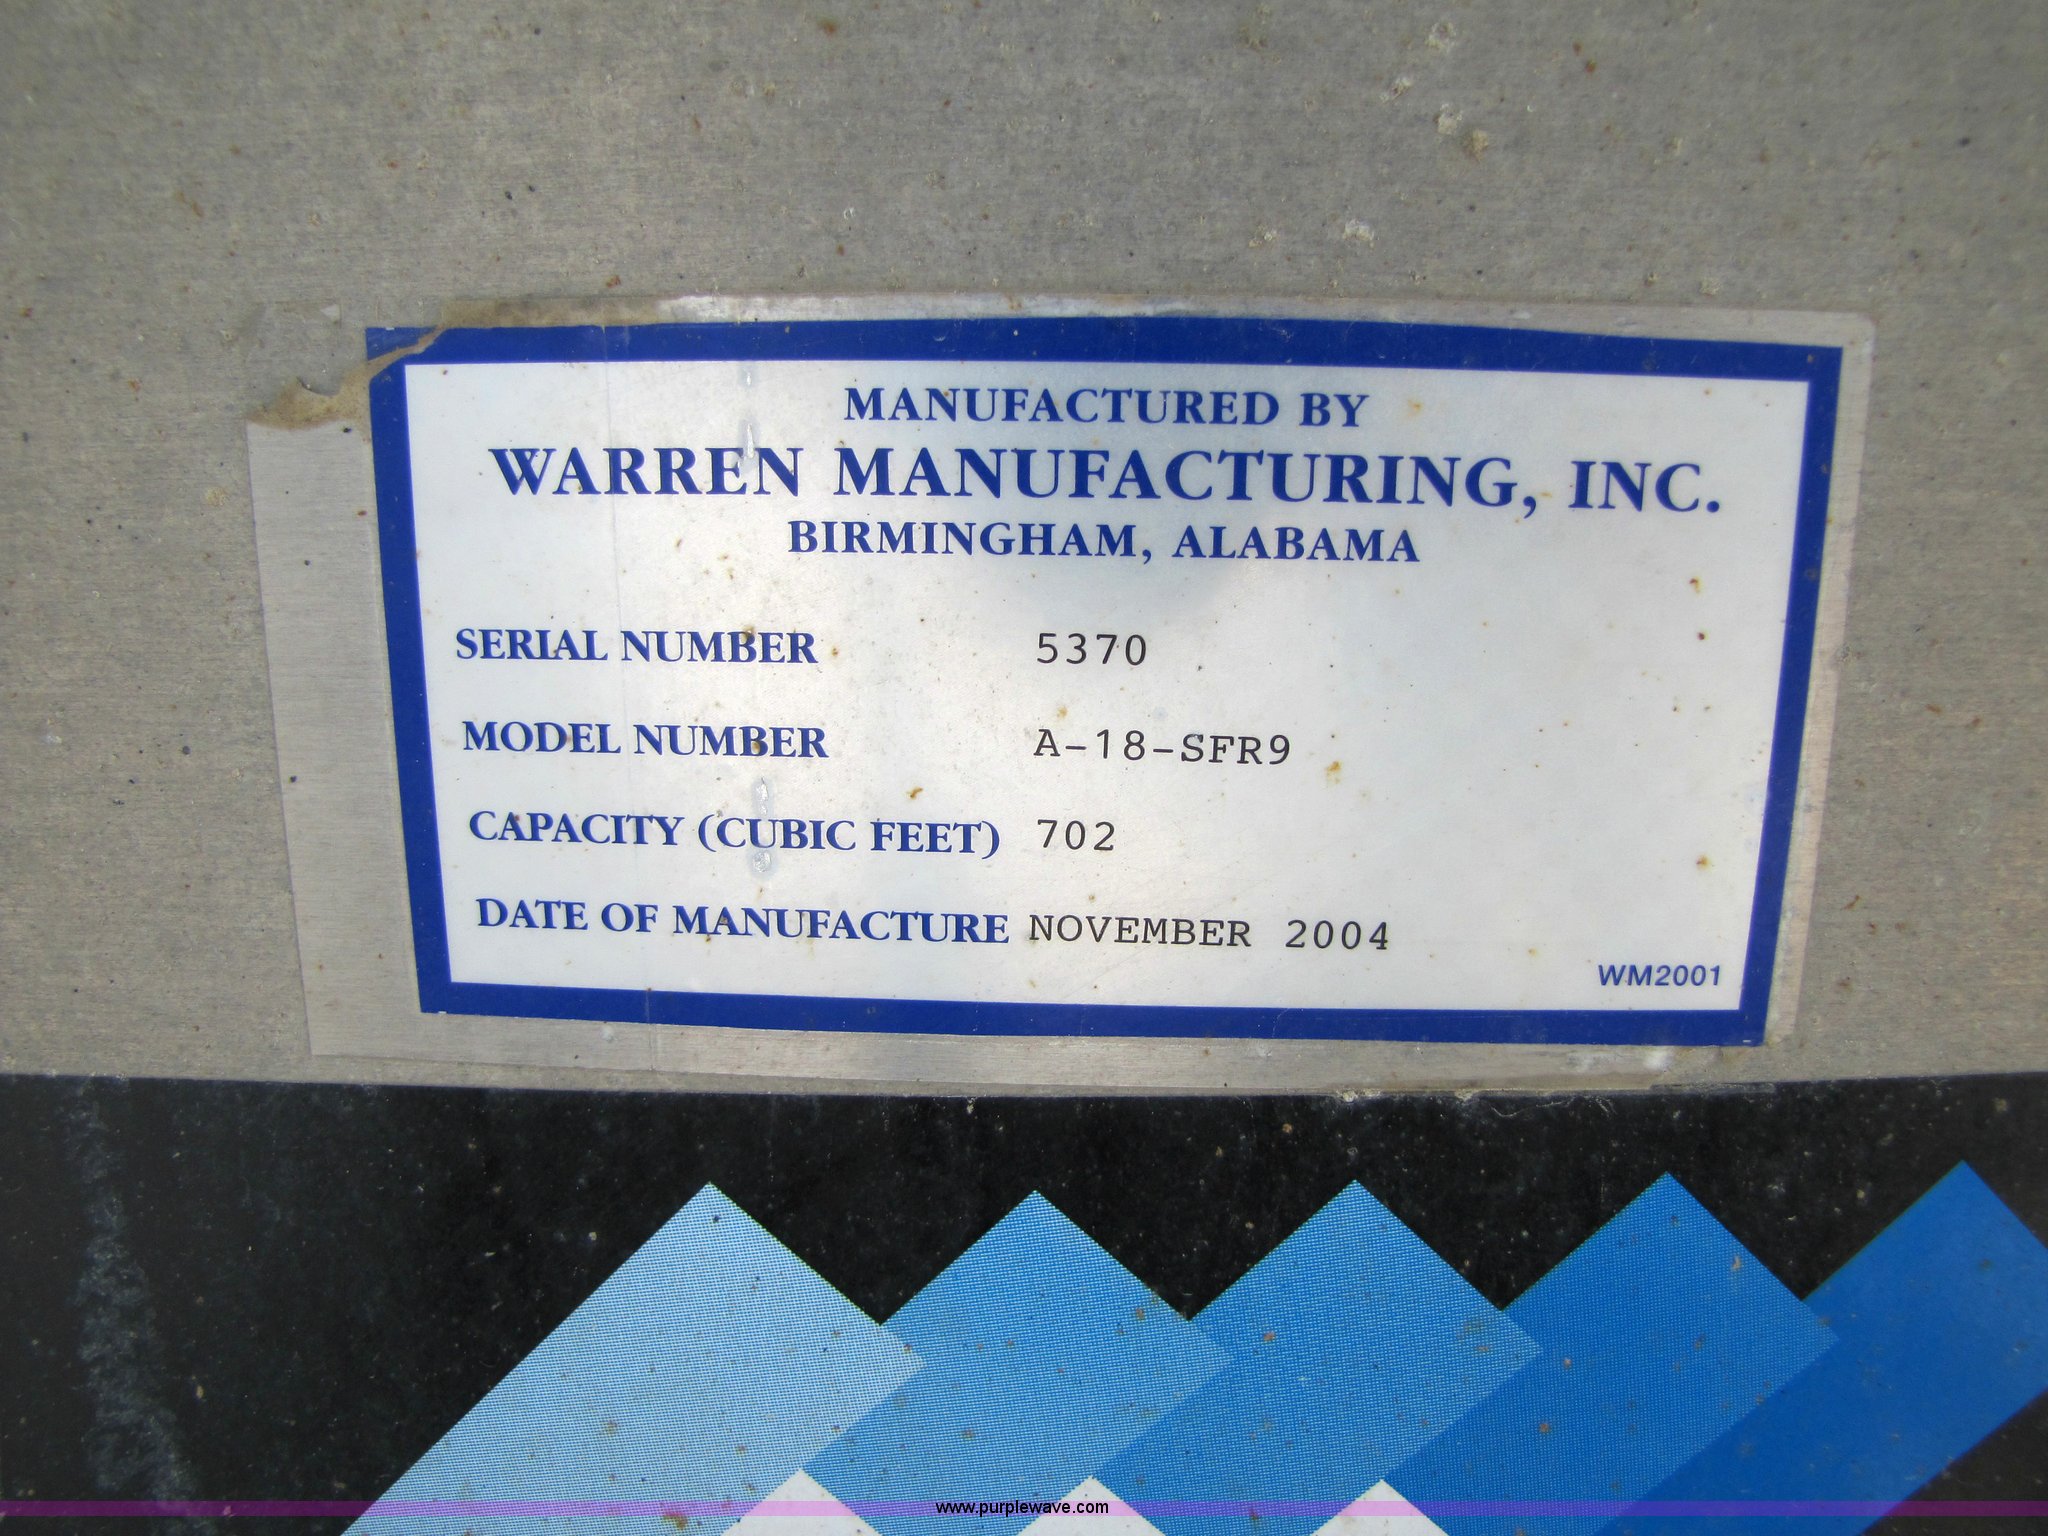 MANUFACTURED BY
WARREN MANUFACTURING, INC.
BIRMINGHAM, ALABAMA
SERIAL NUMBER 5370
MODEL NUMBER A-18-SFR9
CAPACITY (CUBIC FEET) 702
DATE OF MANUFACTURE NOVEMBER 2004
WM2001
www.purplewave.com